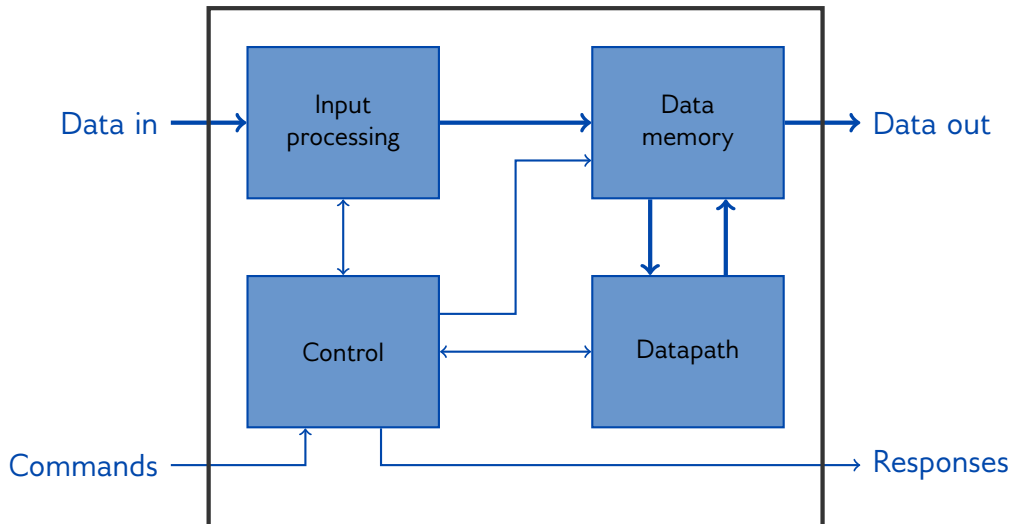 Data in
Input
processing
Data
memory
Data out
Control
Datapath
Commands
Responses